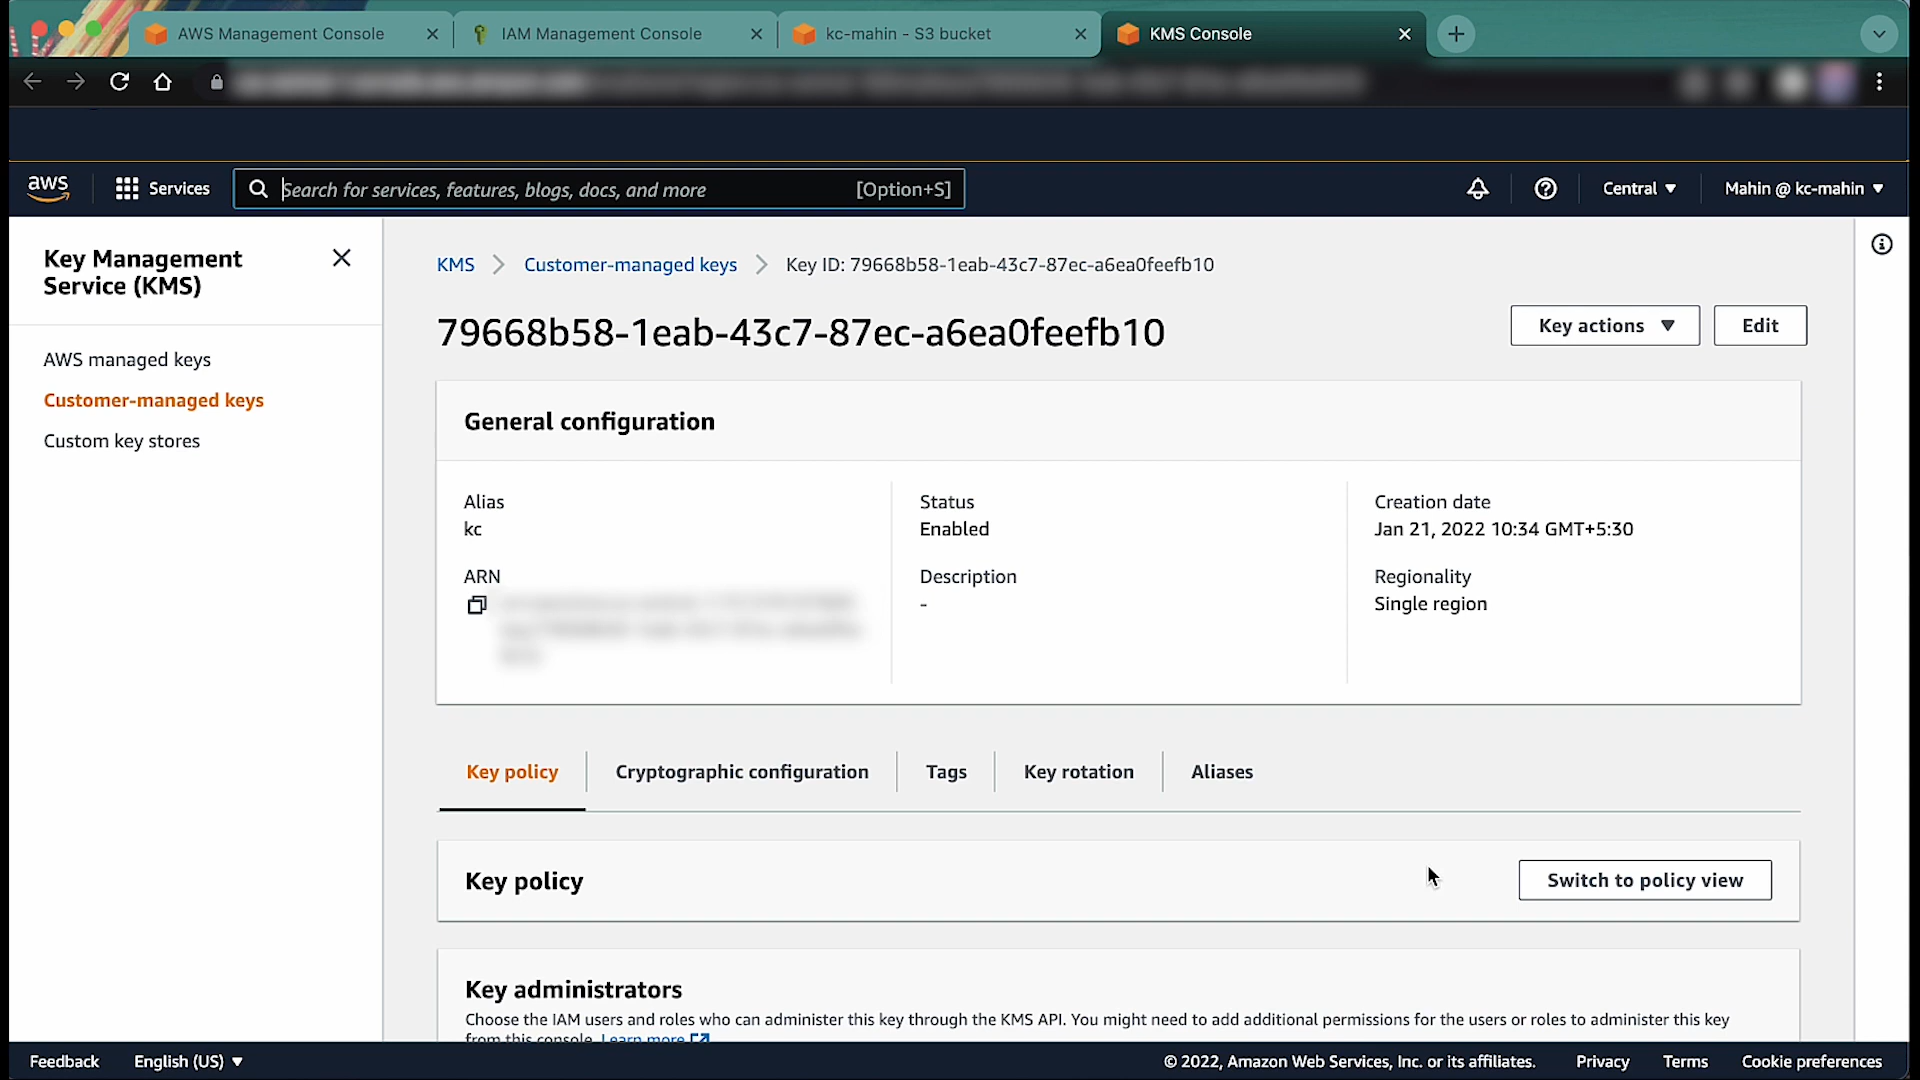 AWS Management Console
IAM Management Console
kc-mahin - S3 bucket
KMS Console
aws
Services
Search for services, features, blogs, docs, and more
[Option+S]
Central ▼
Mahin @ kc-mahin ▼
Key Management
Service (KMS)
AWS managed keys
Customer-managed keys
Custom key stores
KMS > Customer-managed keys > Key ID: 79668b58-1eab-43c7-87ec-a6ea0feefb10
79668b58-1eab-43c7-87ec-a6ea0feefb10
Key actions ▼
Edit
General configuration
Alias
kc
ARN
Status
Enabled
Description
-
Creation date
Jan 21, 2022 10:34 GMT+5:30
Regionality
Single region
Key policy
Cryptographic configuration
Tags
Key rotation
Aliases
Key policy
Switch to policy view
Key administrators
Choose the IAM users and roles who can administer this key through the KMS API. You might need to add additional permissions for the users or roles to administer this key
from this console. Learn more
Feedback
English (US) ▼
© 2022, Amazon Web Services, Inc. or its affiliates.
Privacy
Terms
Cookie preferences